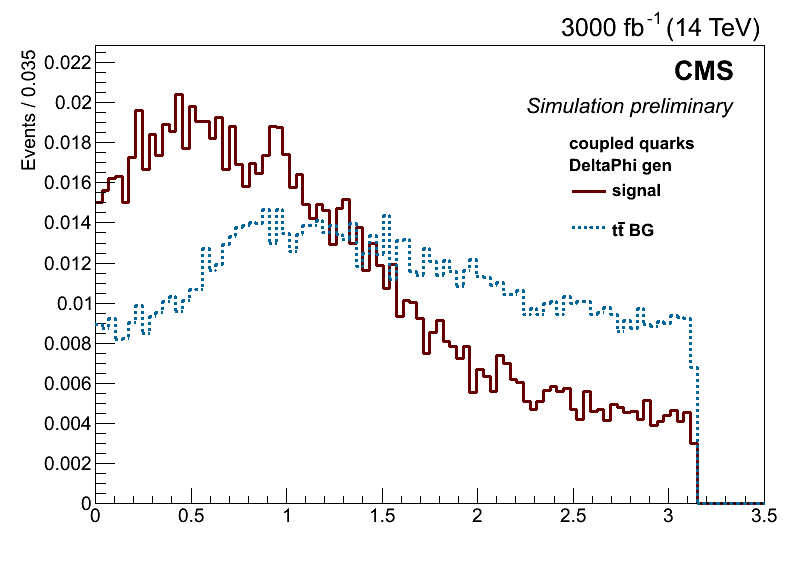 3000 fb⁻¹ (14 TeV)
Events / 0.035
CMS
Simulation preliminary
coupled quarks
DeltaPhi gen
signal
tt̄ BG
0.022
0.02
0.018
0.016
0.014
0.012
0.01
0.008
0.006
0.004
0.002
0
0 0.5 1 1.5 2 2.5 3 3.5